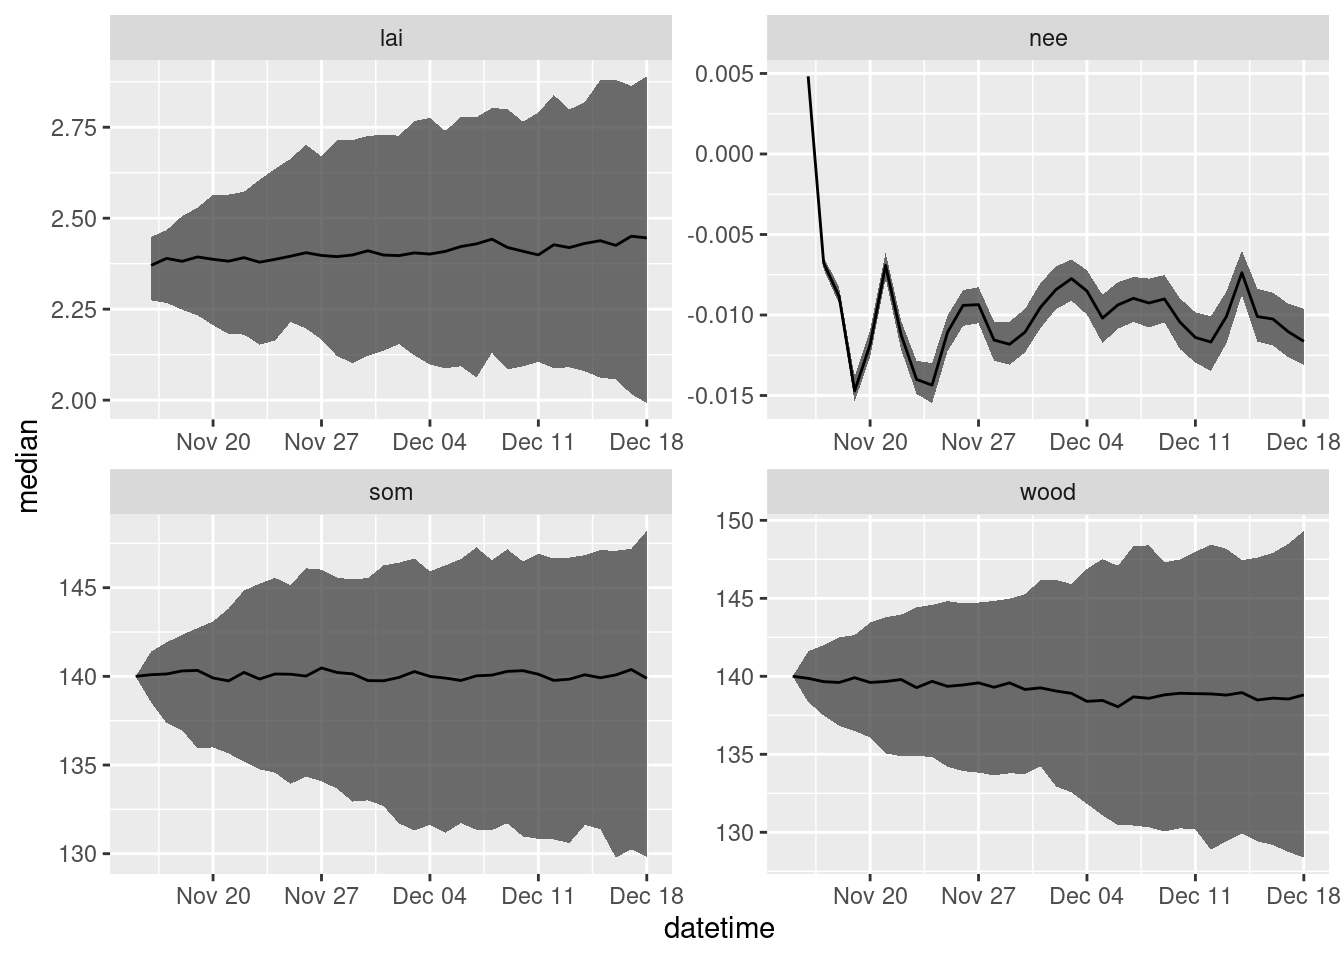 lai
nee
2.75
2.50
2.25
2.00
0.005
0.000
-0.005
-0.010
-0.015
Nov 20 Nov 27 Dec 04 Dec 11 Dec 18
Nov 20 Nov 27 Dec 04 Dec 11 Dec 18
median
som
wood
145
140
135
130
150
145
140
135
130
Nov 20 Nov 27 Dec 04 Dec 11 Dec 18
Nov 20 Nov 27 Dec 04 Dec 11 Dec 18
datetime